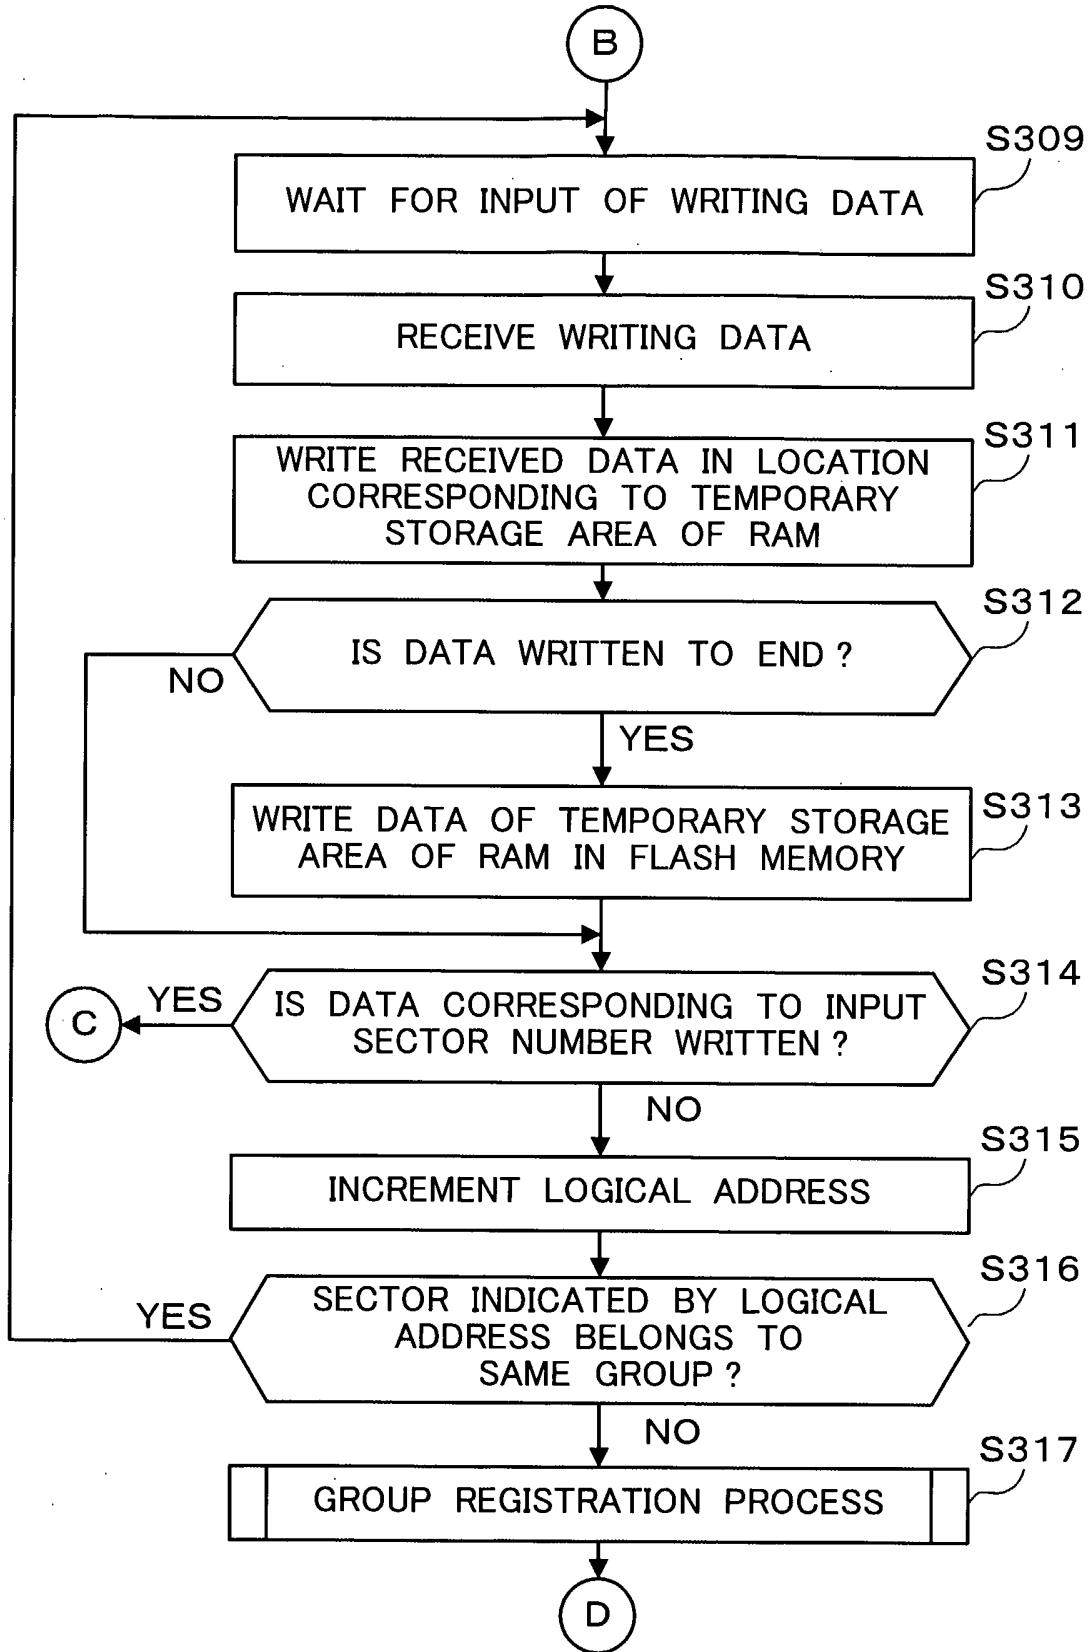 B
S309
WAIT FOR INPUT OF WRITING DATA
S310
RECEIVE WRITING DATA
S311
WRITE RECEIVED DATA IN LOCATION
CORRESPONDING TO TEMPORARY
STORAGE AREA OF RAM
S312
IS DATA WRITTEN TO END ?
NO
YES
S313
WRITE DATA OF TEMPORARY STORAGE
AREA OF RAM IN FLASH MEMORY
S314
C
YES
IS DATA CORRESPONDING TO INPUT
SECTOR NUMBER WRITTEN ?
NO
S315
INCREMENT LOGICAL ADDRESS
S316
YES
SECTOR INDICATED BY LOGICAL
ADDRESS BELONGS TO
SAME GROUP ?
NO
S317
GROUP REGISTRATION PROCESS
D